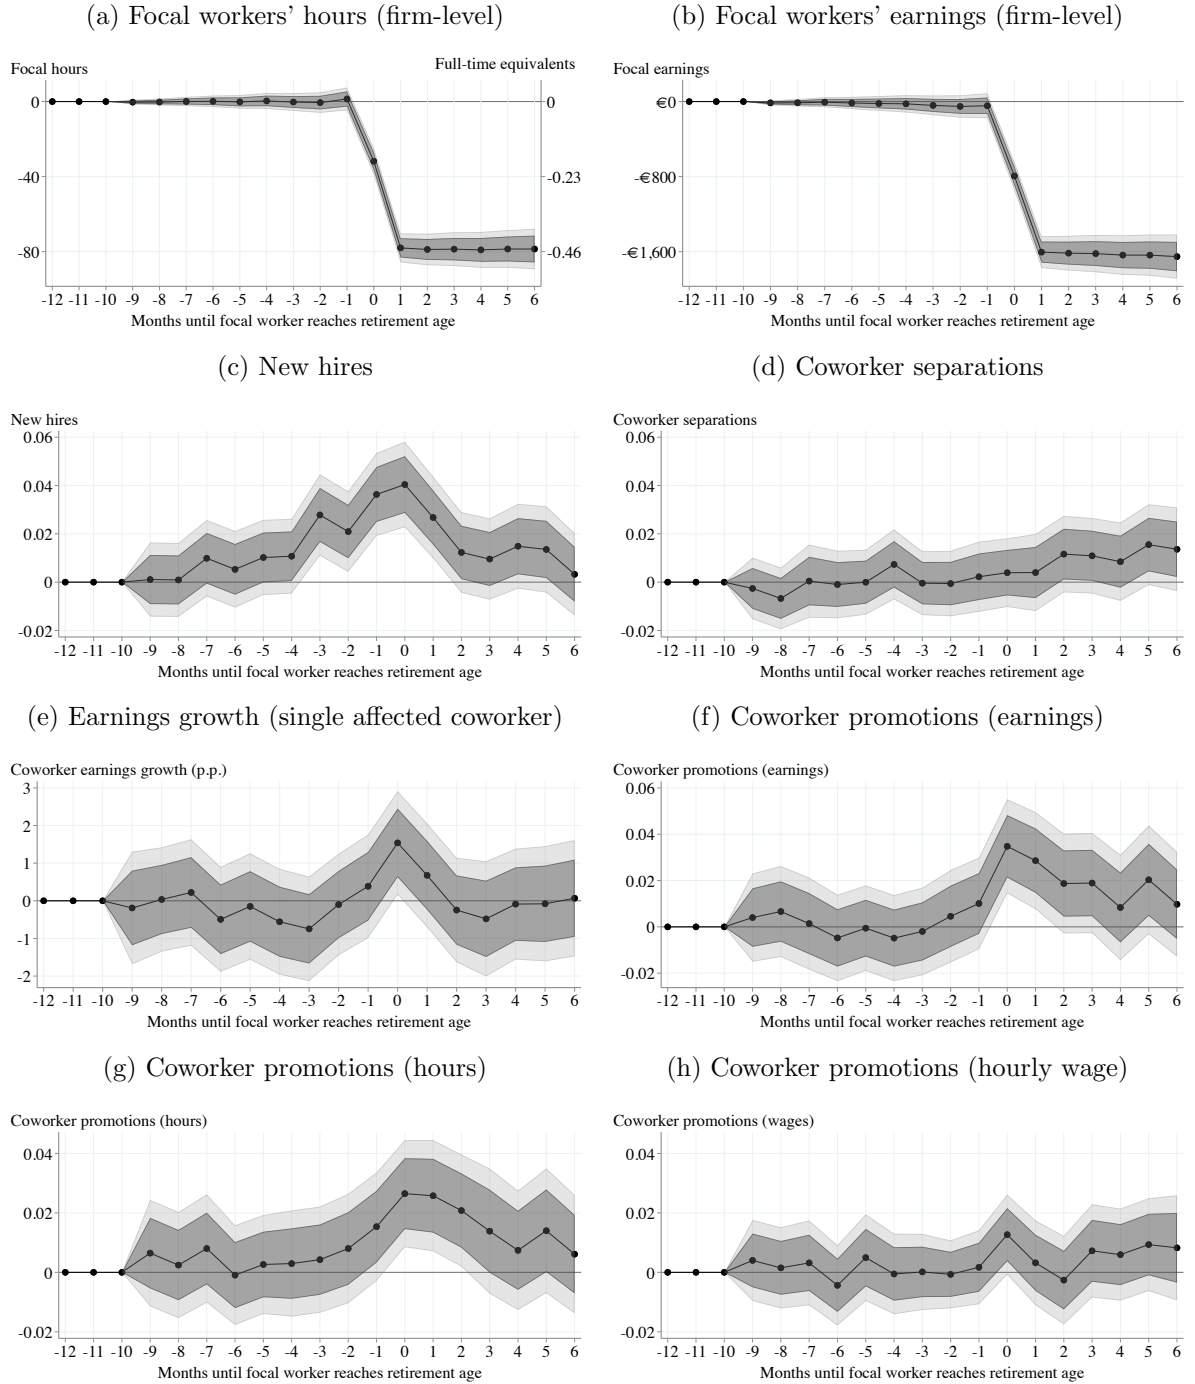 (a) Focal workers' hours (firm-level)
Focal hours
Full-time equivalents
0
-40
-80
0
-0.23
-0.46
-12 -11 -10 -9 -8 -7 -6 -5 -4 -3 -2 -1 0 1 2 3 4 5 6
Months until focal worker reaches retirement age
(b) Focal workers' earnings (firm-level)
Focal earnings
€0
-€800
-€1,600
-12 -11 -10 -9 -8 -7 -6 -5 -4 -3 -2 -1 0 1 2 3 4 5 6
Months until focal worker reaches retirement age
(c) New hires
New hires
0.06
0.04
0.02
0
-0.02
-12 -11 -10 -9 -8 -7 -6 -5 -4 -3 -2 -1 0 1 2 3 4 5 6
Months until focal worker reaches retirement age
(d) Coworker separations
Coworker separations
0.06
0.04
0.02
0
-0.02
-12 -11 -10 -9 -8 -7 -6 -5 -4 -3 -2 -1 0 1 2 3 4 5 6
Months until focal worker reaches retirement age
(e) Earnings growth (single affected coworker)
Coworker earnings growth (p.p.)
3
2
1
0
-1
-2
-12 -11 -10 -9 -8 -7 -6 -5 -4 -3 -2 -1 0 1 2 3 4 5 6
Months until focal worker reaches retirement age
(f) Coworker promotions (earnings)
Coworker promotions (earnings)
0.06
0.04
0.02
0
-0.02
-12 -11 -10 -9 -8 -7 -6 -5 -4 -3 -2 -1 0 1 2 3 4 5 6
Months until focal worker reaches retirement age
(g) Coworker promotions (hours)
Coworker promotions (hours)
0.04
0.02
0
-0.02
-12 -11 -10 -9 -8 -7 -6 -5 -4 -3 -2 -1 0 1 2 3 4 5 6
Months until focal worker reaches retirement age
(h) Coworker promotions (hourly wage)
Coworker promotions (wages)
0.04
0.02
0
-0.02
-12 -11 -10 -9 -8 -7 -6 -5 -4 -3 -2 -1 0 1 2 3 4 5 6
Months until focal worker reaches retirement age